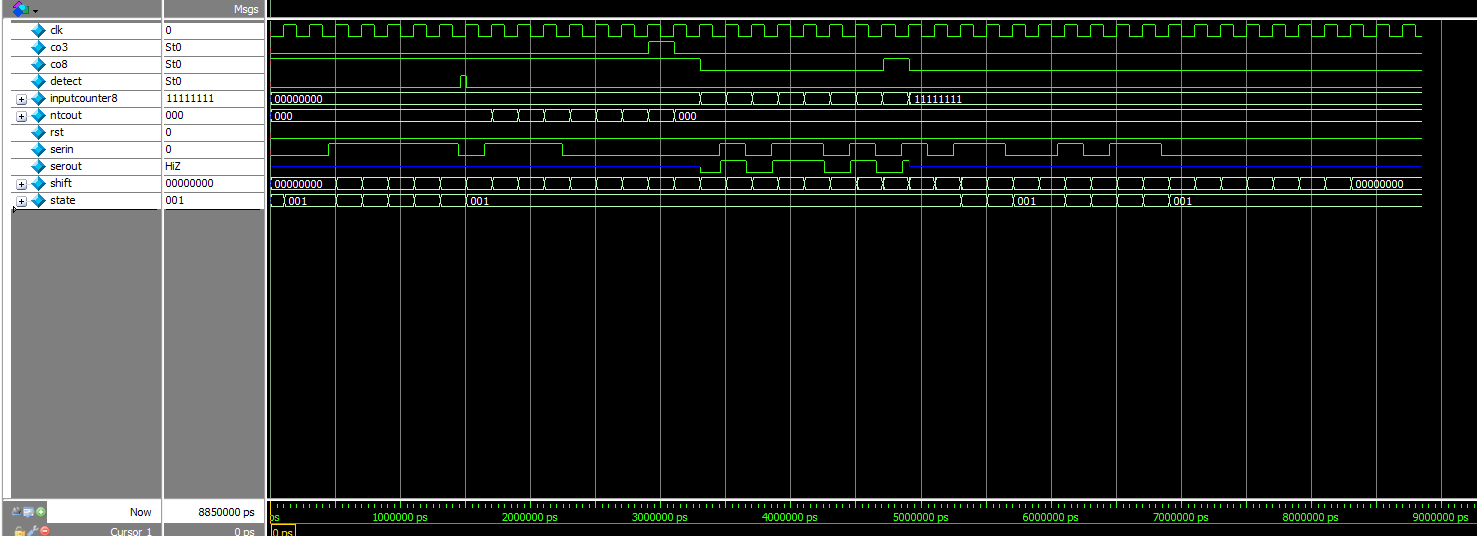 Msgs
clk 0
co3 St0
co8 St0
detect St0
inputcounter8 11111111 00000000 11111111
ntcout 000 000 000
rst 0
serin 0
serout HiZ
shift 00000000 00000000 00000000
state 001 001 001 001 001
Now 8850000 ps ps 1000000 ps 2000000 ps 3000000 ps 4000000 ps 5000000 ps 6000000 ps 7000000 ps 8000000 ps 9000000 ps
Cursor 1 0 ps 0 ps